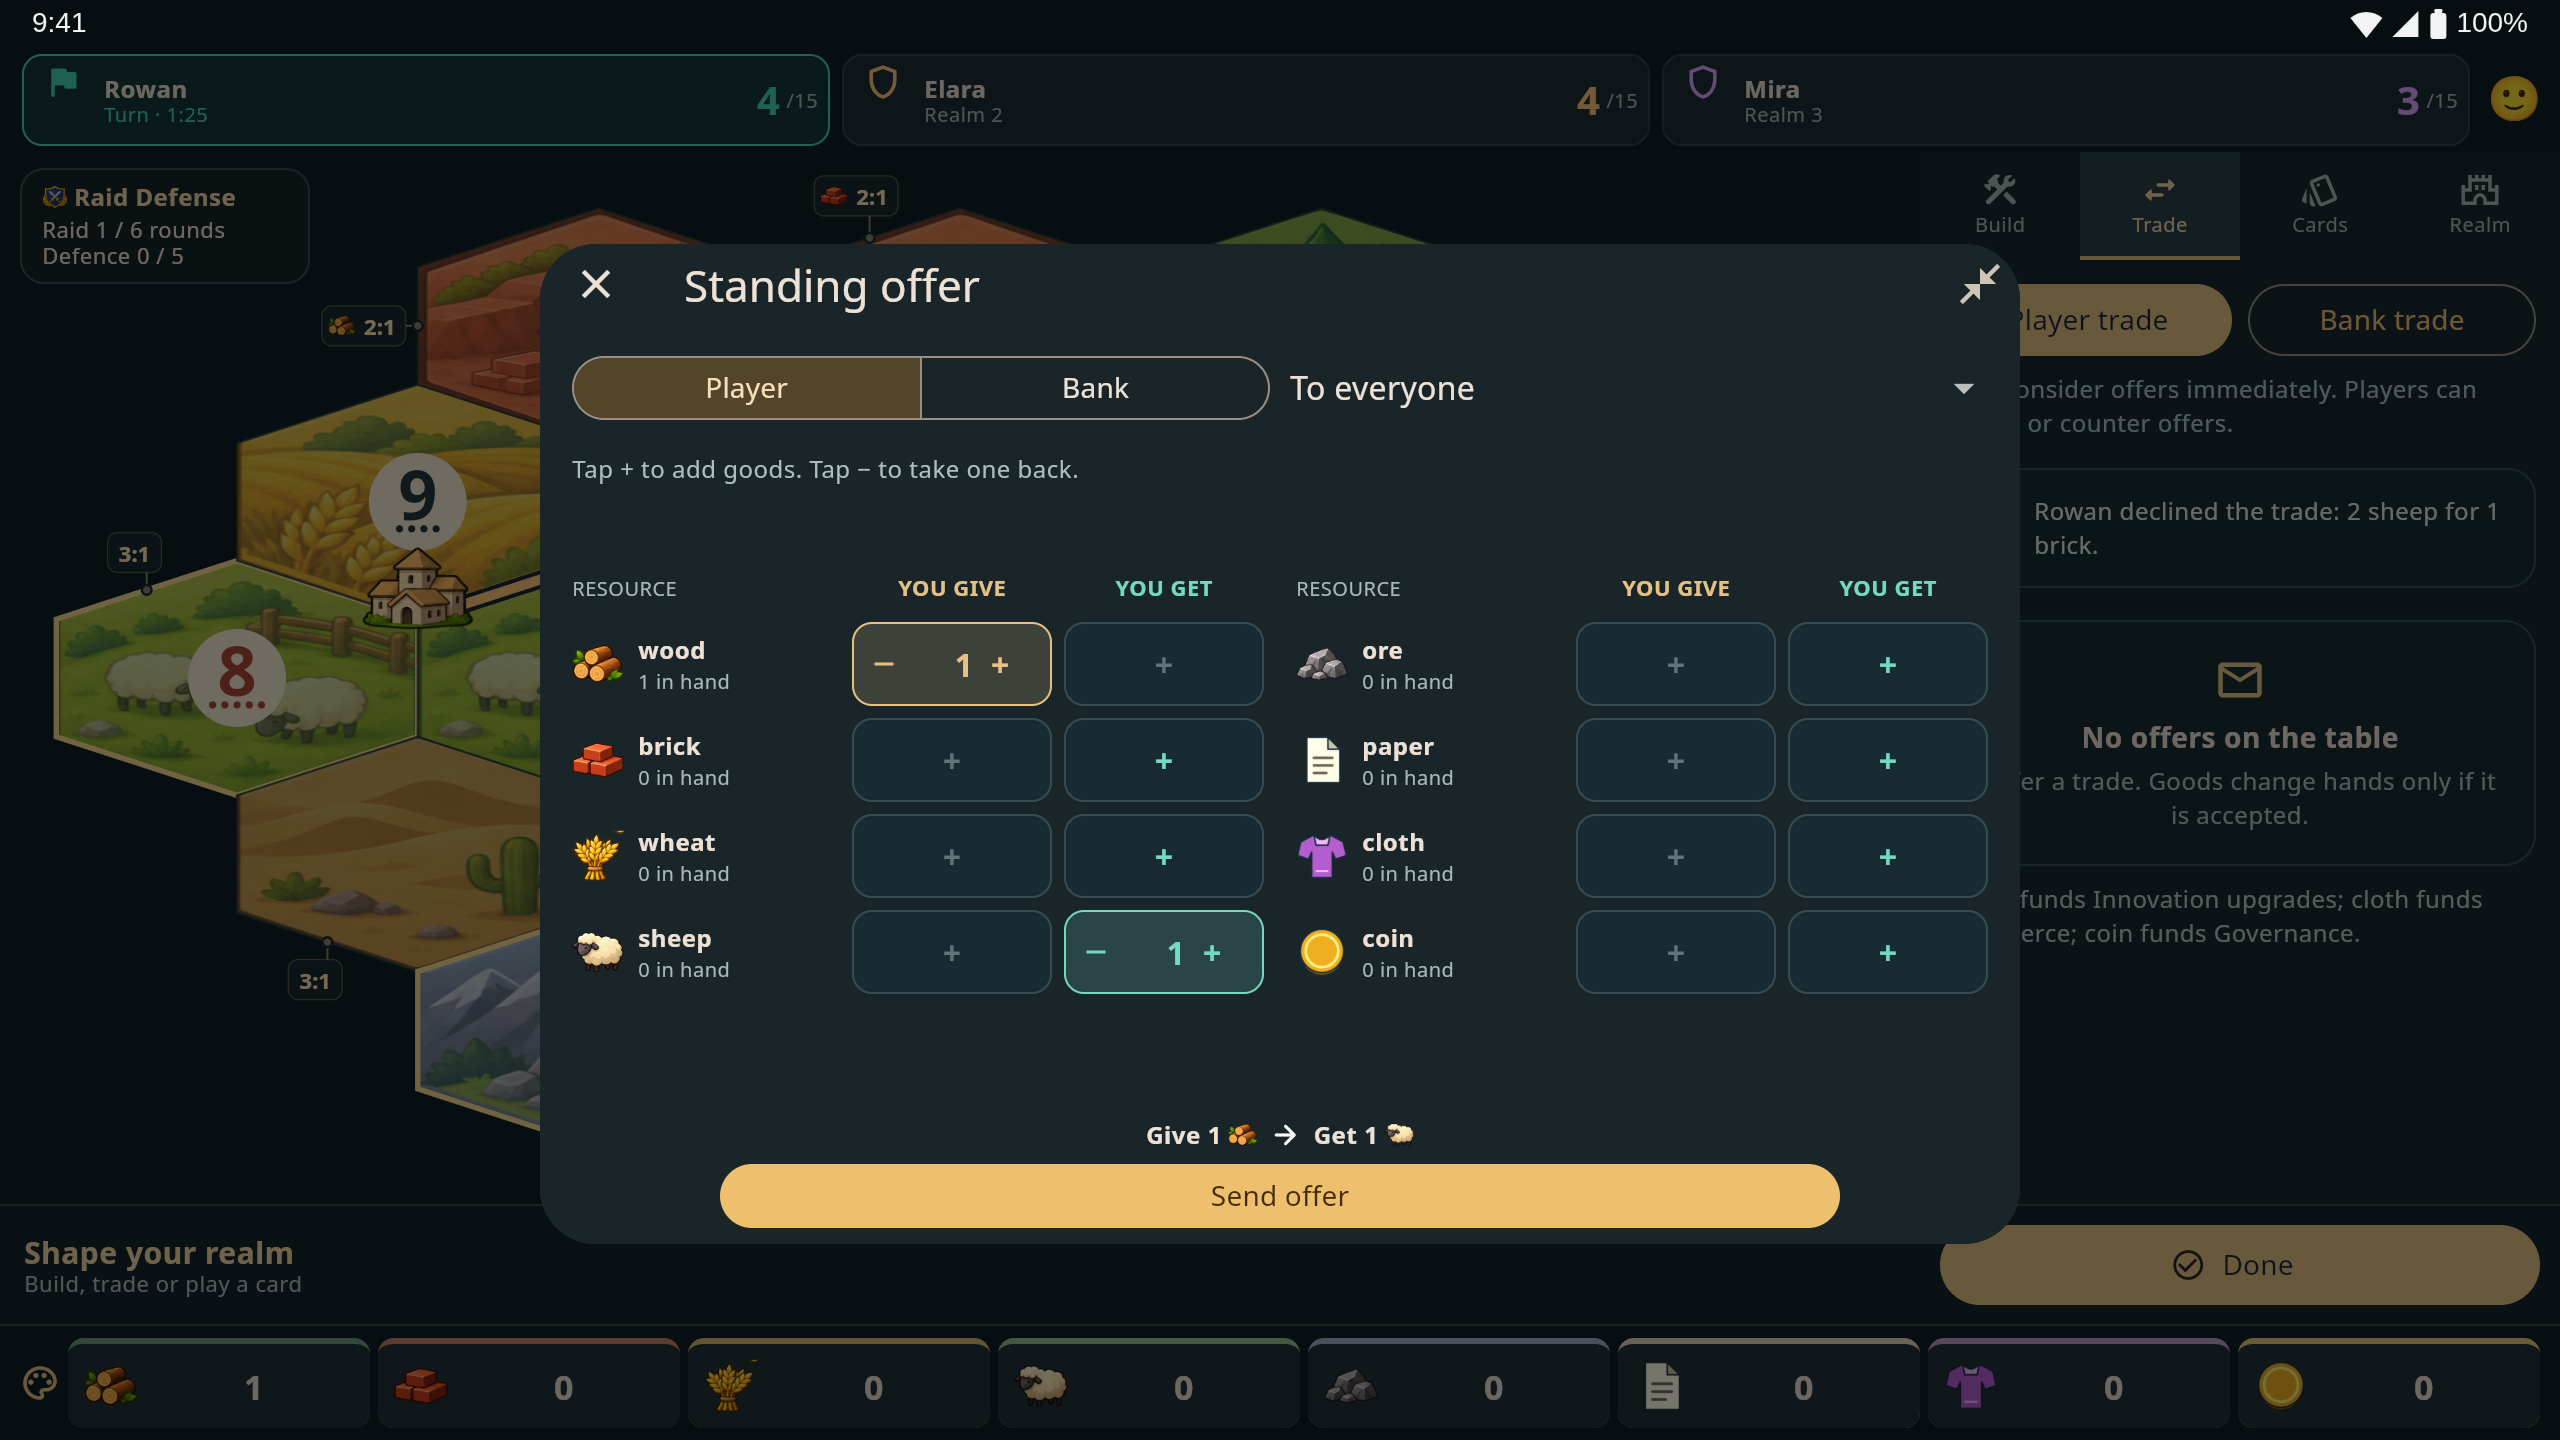 9:41
100%
Rowan
Turn · 1:25
4 /15
Elara
Realm 2
4 /15
Mira
Realm 3
3 /15
Raid Defense
Raid 1 / 6 rounds
Defence 0 / 5
2:1
2:1
3:1
3:1
9
8
Build
Trade
Cards
Realm
Player trade
Bank trade
onsider offers immediately. Players can
or counter offers.
Rowan declined the trade: 2 sheep for 1
brick.
No offers on the table
er a trade. Goods change hands only if it
is accepted.
funds Innovation upgrades; cloth funds
erce; coin funds Governance.
Standing offer
Player
Bank
To everyone
Tap + to add goods. Tap − to take one back.
RESOURCE YOU GIVE YOU GET
wood
1 in hand
− 1 +
+
brick
0 in hand
+
+
wheat
0 in hand
+
+
sheep
0 in hand
+
− 1 +
RESOURCE YOU GIVE YOU GET
ore
0 in hand
+
+
paper
0 in hand
+
+
cloth
0 in hand
+
+
coin
0 in hand
+
+
Give 1 → Get 1
Send offer
Shape your realm
Build, trade or play a card
Done
1
0
0
0
0
0
0
0